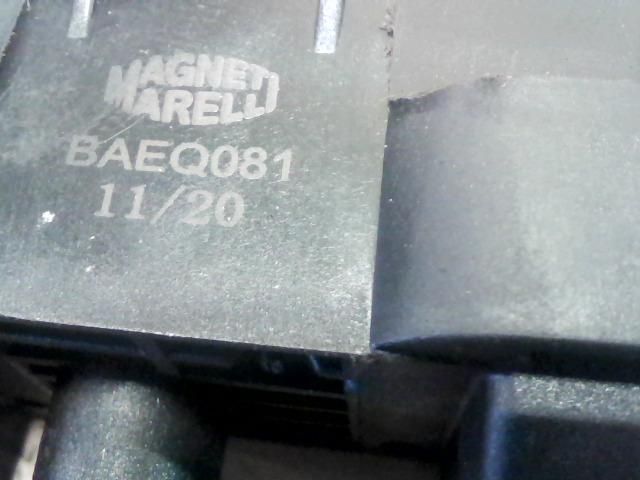 MAGNETI
MARELLI
BAEQ081
11/20